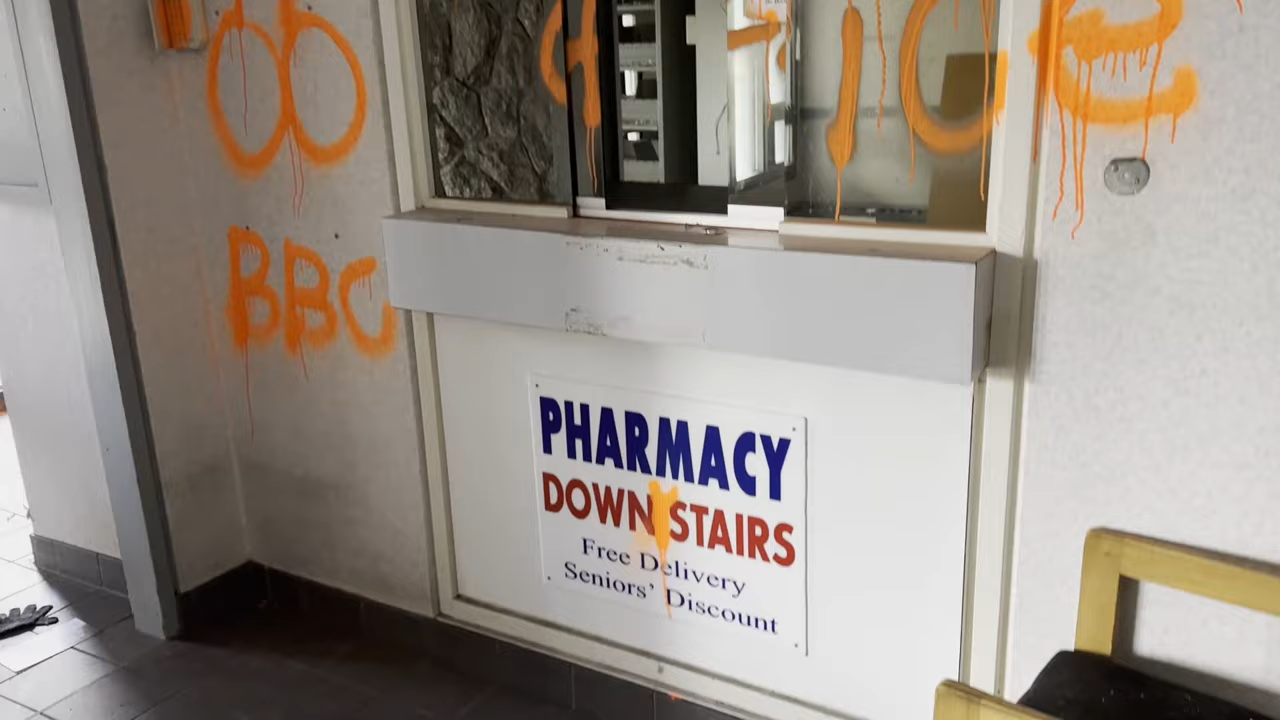 BBC
PHARMACY
DOWNSTAIRS
Free Delivery
Seniors' Discount